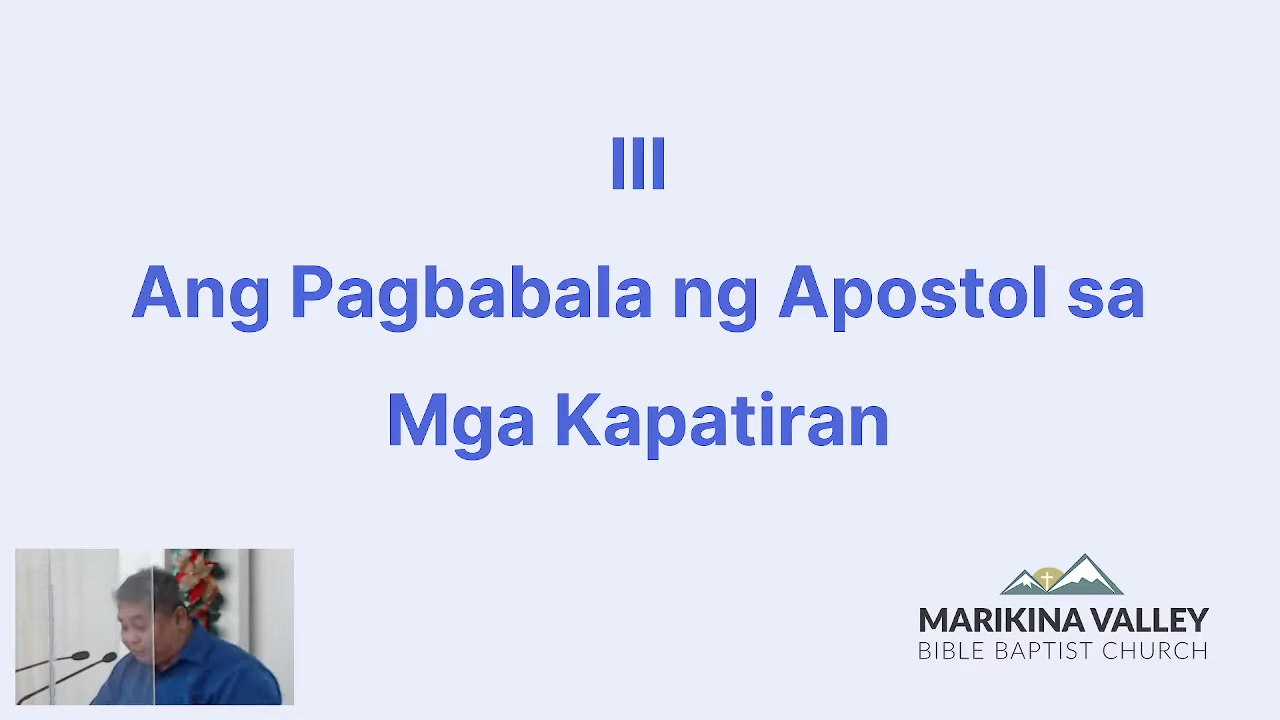 III
Ang Pagbabala ng Apostol sa
Mga Kapatiran
MARIKINA VALLEY
BIBLE BAPTIST CHURCH